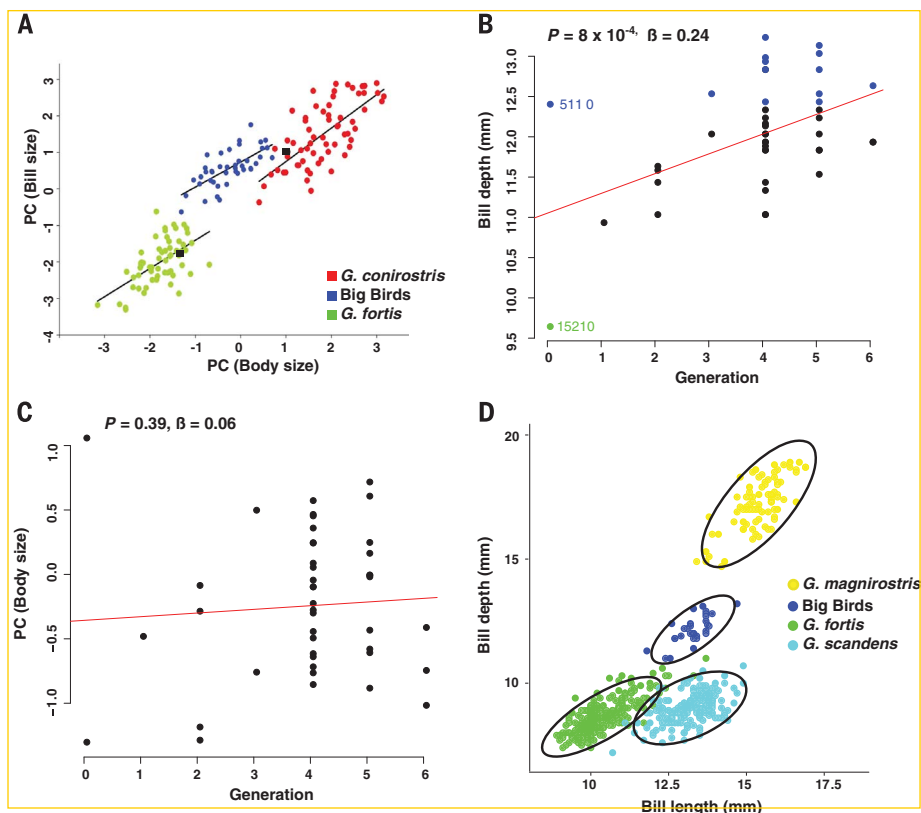 A
PC (Bill size)
3
2
1
0
-1
-2
-3
-4
-3
-2
-1
0
1
2
3
PC (Body size)
G. conirostris
Big Birds
G. fortis
B
P = 8 x 10-4, ß = 0.24
Bill depth (mm)
13.0
12.5
12.0
11.5
11.0
10.5
10.0
9.5
511 0
15210
0
1
2
3
4
5
6
Generation
C
P = 0.39, ß = 0.06
PC (Body size)
1.0
0.5
0.0
−0.5
−1.0
0
1
2
3
4
5
6
Generation
D
Bill depth (mm)
20
15
10
10
12.5
15
17.5
Bill length (mm)
G. magnirostris
Big Birds
G. fortis
G. scandens